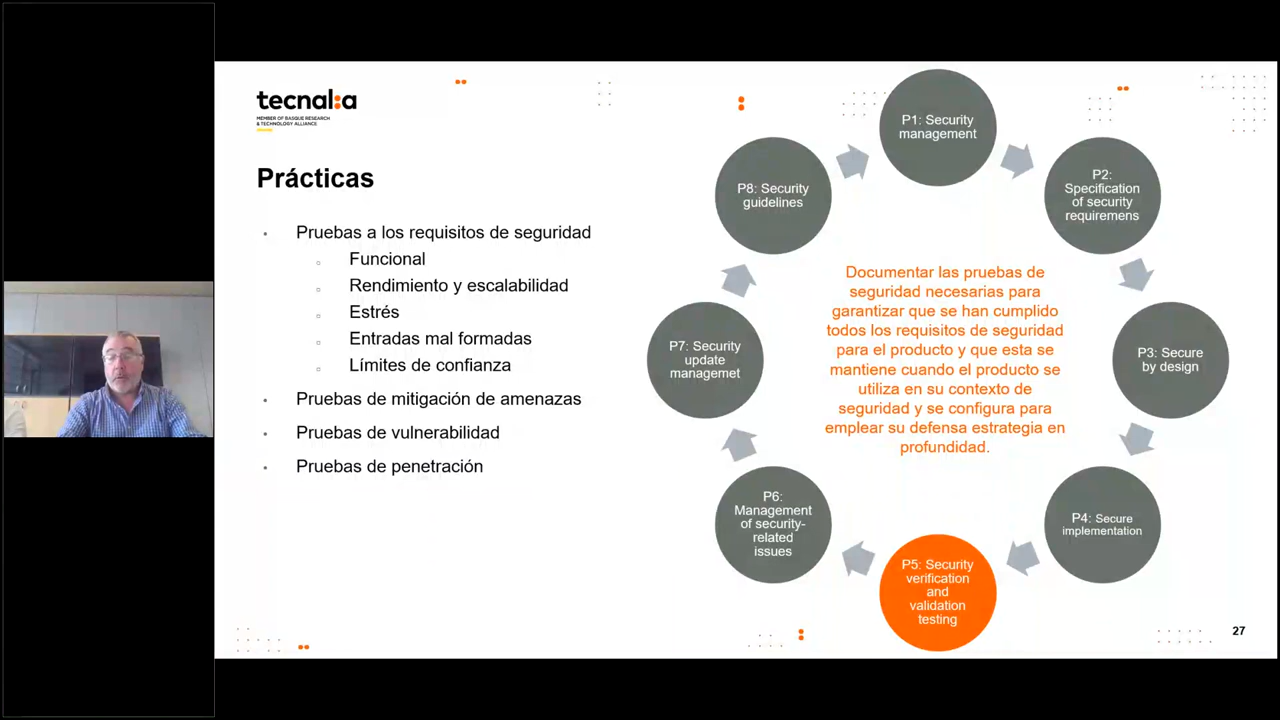 tecnal:a
MEMBER OF BASQUE RESEARCH
& TECHNOLOGY ALLIANCE
Prácticas
Pruebas a los requisitos de seguridad
Funcional
Rendimiento y escalabilidad
Estrés
Entradas mal formadas
Límites de confianza
Pruebas de mitigación de amenazas
Pruebas de vulnerabilidad
Pruebas de penetración
P1: Security
management
P2:
Specification
of security
requiremens
P3: Secure
by design
P4: Secure
implementation
P5: Security
verification
and
validation
testing
P6:
Management
of security-
related
issues
P7: Security
update
managemet
P8: Security
guidelines
Documentar las pruebas de
seguridad necesarias para
garantizar que se han cumplido
todos los requisitos de seguridad
para el producto y que esta se
mantiene cuando el producto se
utiliza en su contexto de
seguridad y se configura para
emplear su defensa estrategia en
profundidad.
27